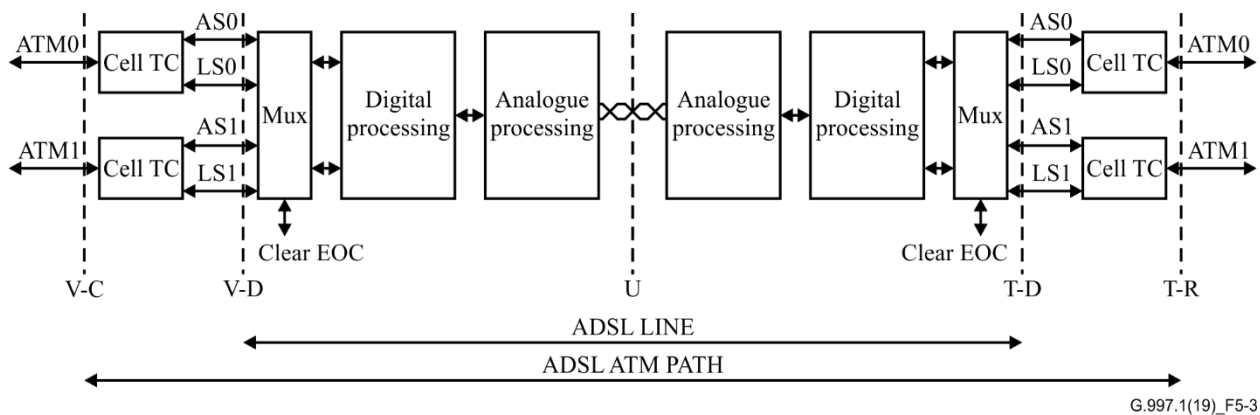 AS0
AS0
ATM0
Cell TC
LS0
Mux
Digital
processing
Analogue
processing
Analogue
processing
Digital
processing
Mux
LS0
Cell TC
ATM0
ATM1
Cell TC
AS1
LS1
AS1
LS1
Cell TC
ATM1
Clear EOC
Clear EOC
V-C
V-D
U
T-D
T-R
ADSL LINE
ADSL ATM PATH
G.997.1(19)_F5-3